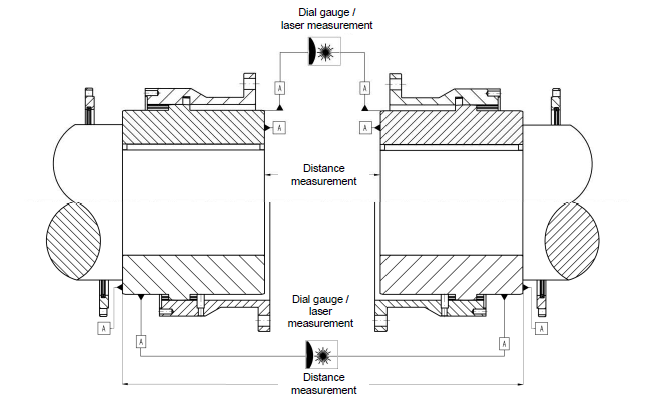 Dial gauge /
laser measurement
A
A
A
A
Distance
measurement
Dial gauge /
laser
measurement
A
A
A
A
Distance
measurement